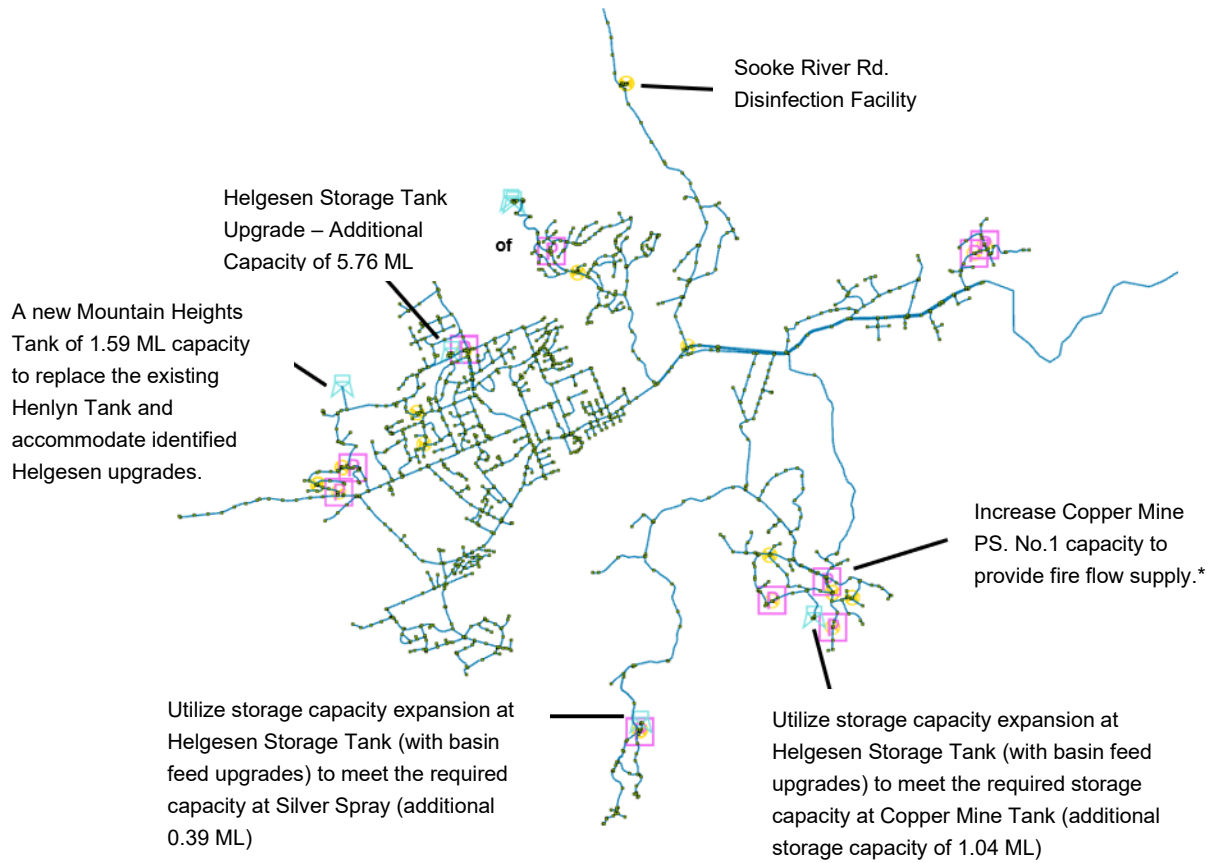 Sooke River Rd.
Disinfection Facility
Helgesen Storage Tank
Upgrade – Additional
Capacity of 5.76 ML
of
A new Mountain Heights
Tank of 1.59 ML capacity
to replace the existing
Henlyn Tank and
accommodate identified
Helgesen upgrades.
Increase Copper Mine
PS. No.1 capacity to
provide fire flow supply.*
Utilize storage capacity expansion at
Helgesen Storage Tank (with basin
feed upgrades) to meet the required
capacity at Silver Spray (additional
0.39 ML)
Utilize storage capacity expansion at
Helgesen Storage Tank (with basin
feed upgrades) to meet the required storage
capacity at Copper Mine Tank (additional
storage capacity of 1.04 ML)